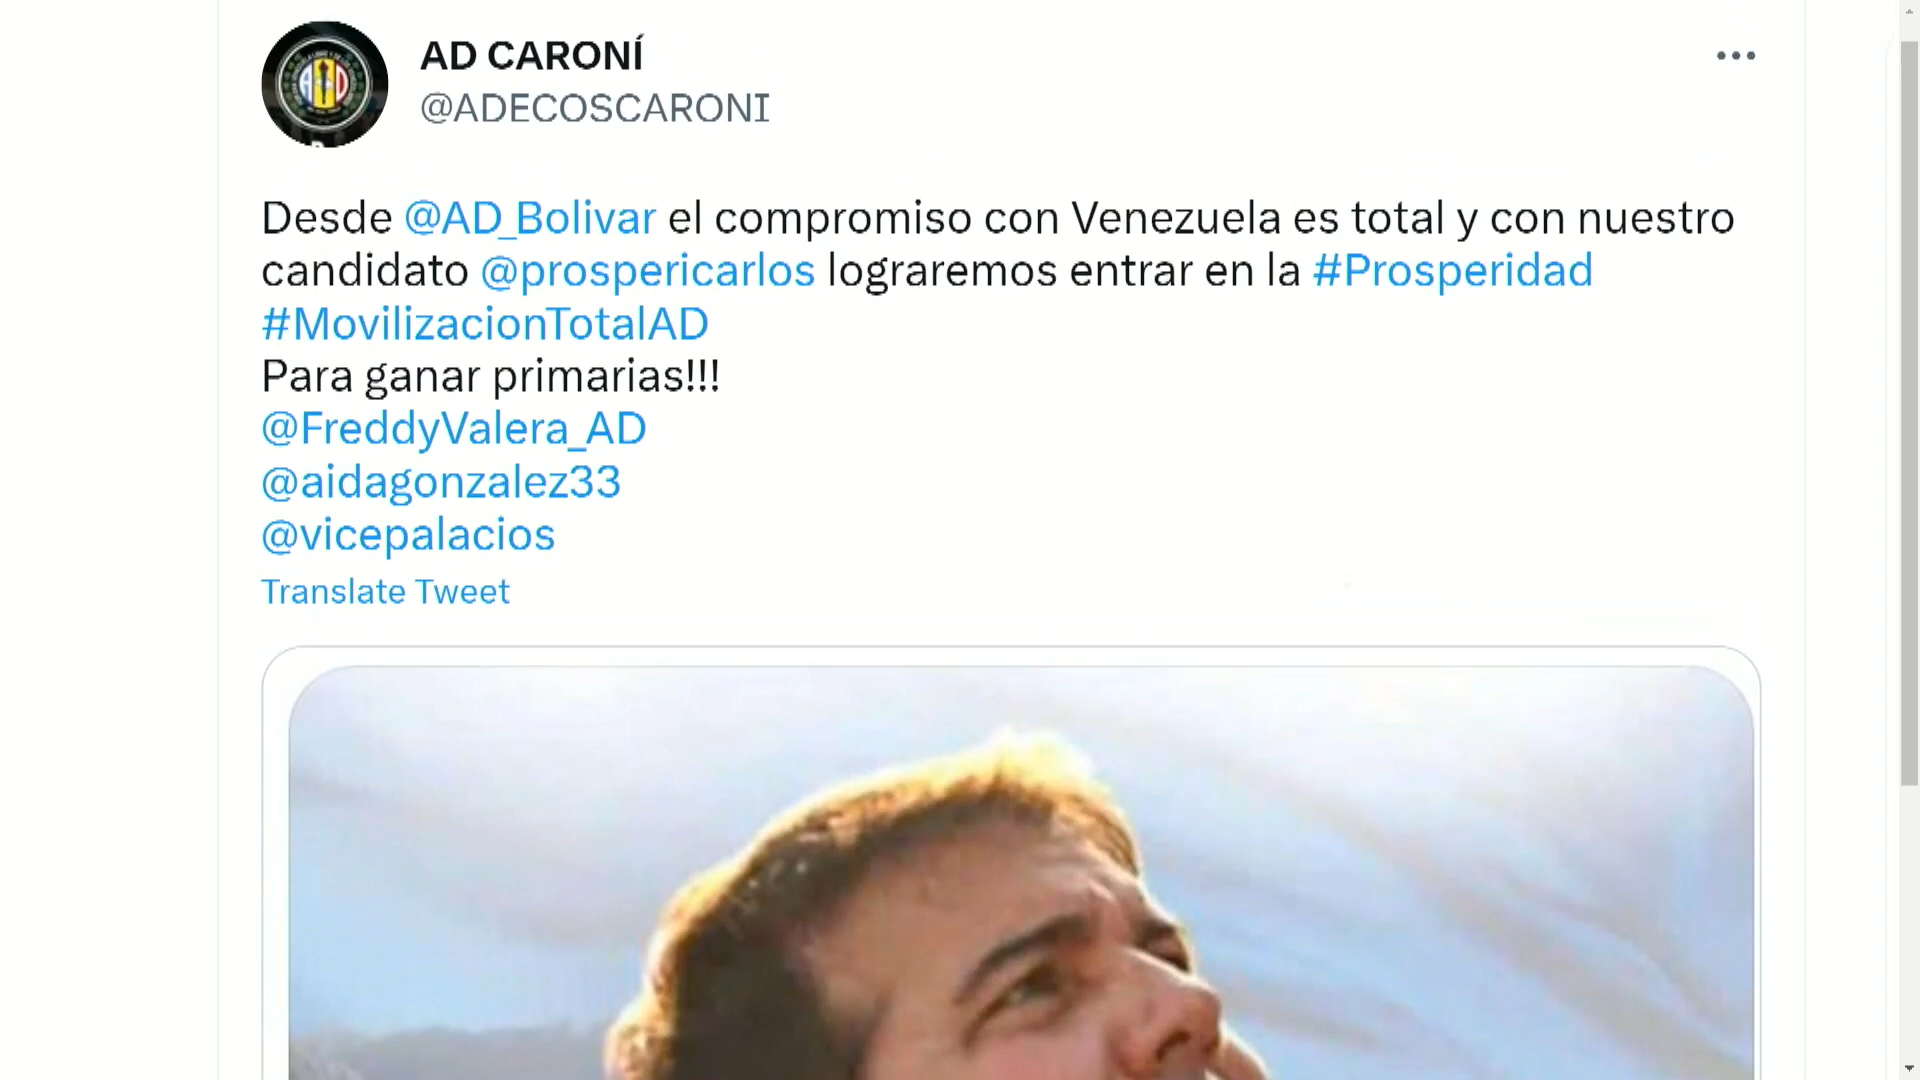 AD CARONÍ
@ADECOSCARONI
Desde @AD_Bolivar el compromiso con Venezuela es total y con nuestro
candidato @prospericarlos lograremos entrar en la #Prosperidad
#MovilizacionTotalAD
Para ganar primarias!!!
@FreddyValera_AD
@aidagonzalez33
@vicepalacios
Translate Tweet